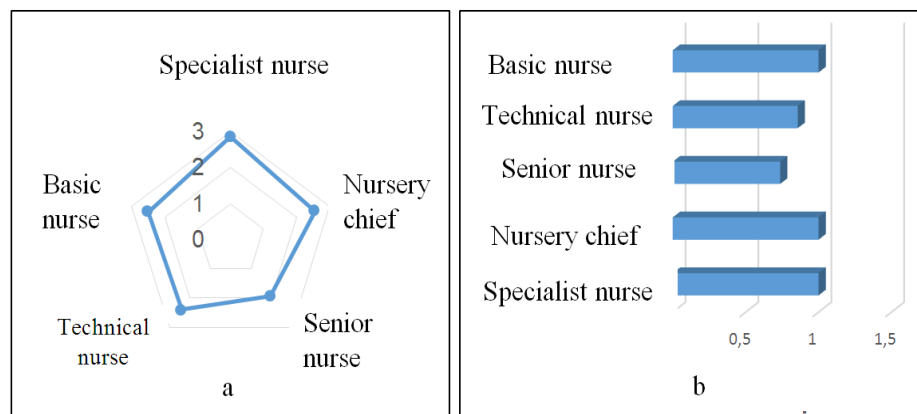 Specialist nurse
3
2
1
0
Basic
nurse
Nursery
chief
Technical
nurse
Senior
nurse
a
Basic nurse
Technical nurse
Senior nurse
Nursery chief
Specialist nurse
0,5 1 1,5
b